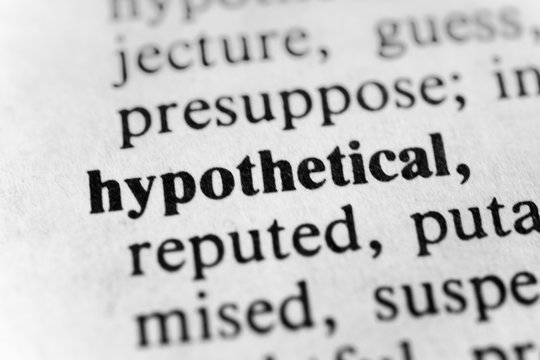 jecture, guess,
presuppose; in
hypothetical,
reputed, puta
mised, suspe